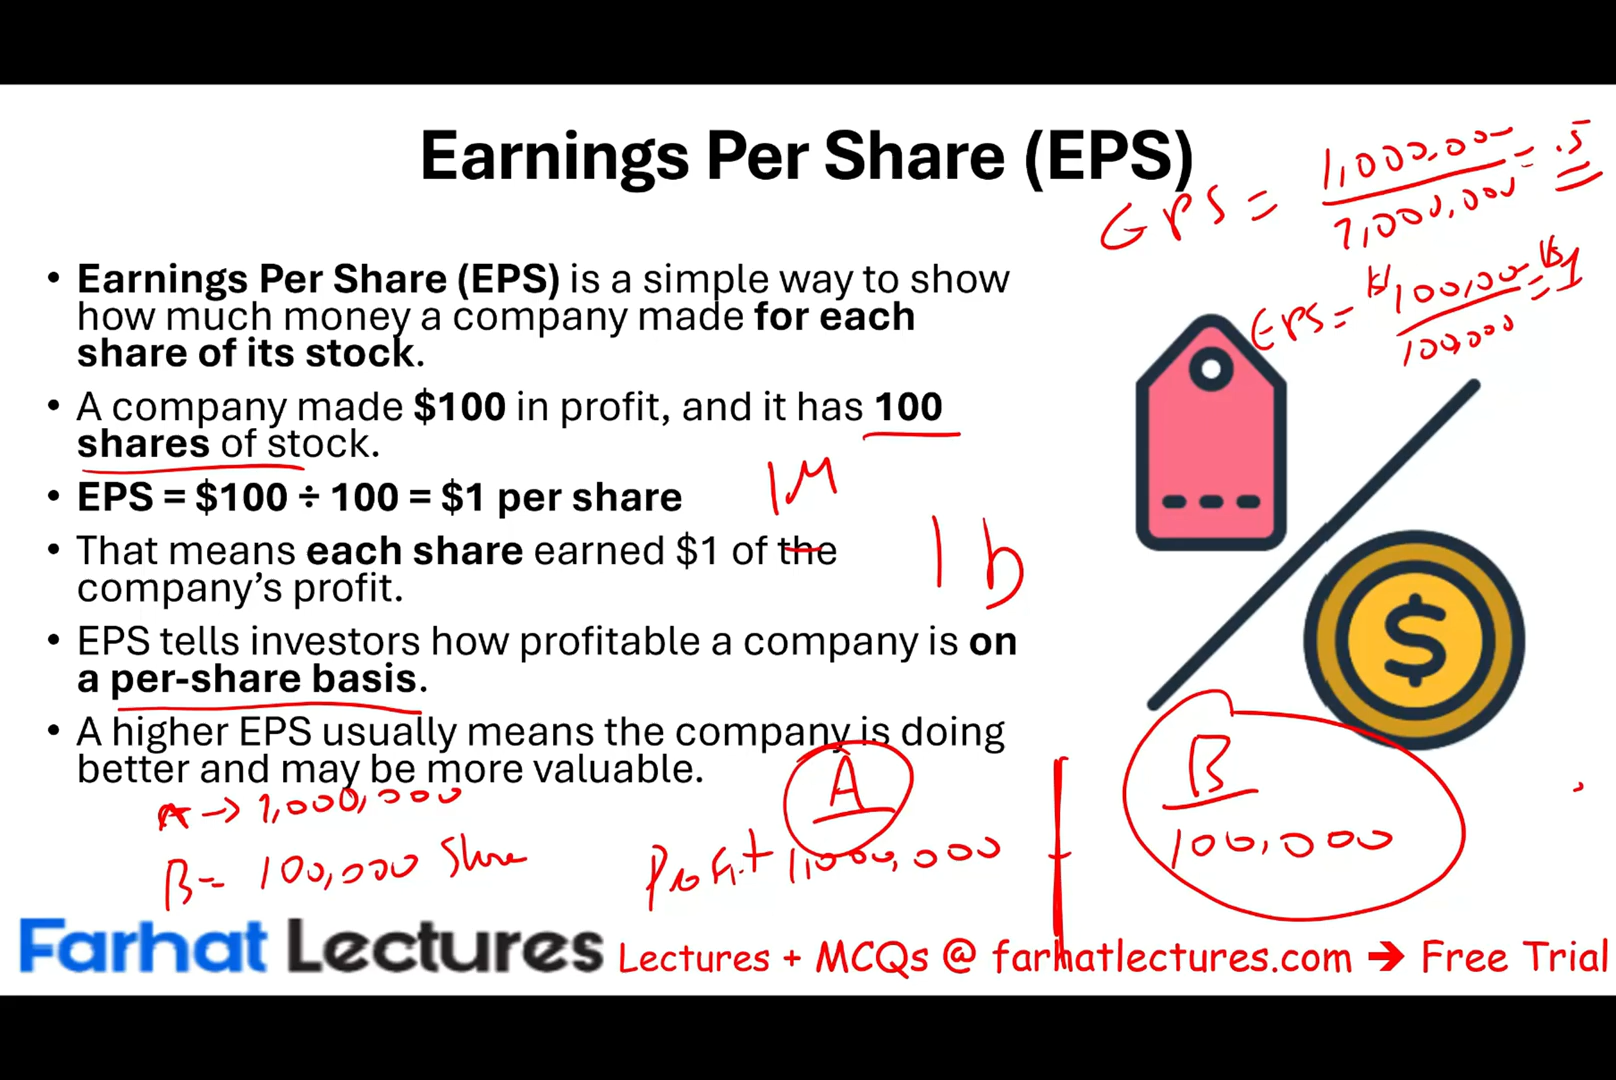 Earnings Per Share (EPS)
EPS = 1,000,000 / 2,000,000 = .5
EPS = 100,000 / 100,000 = $1
• Earnings Per Share (EPS) is a simple way to show
how much money a company made for each
share of its stock.
• A company made $100 in profit, and it has 100
shares of stock.
• EPS = $100 ÷ 100 = $1 per share
1M
• That means each share earned $1 of the
company’s profit.
1 b
• EPS tells investors how profitable a company is on
a per-share basis.
• A higher EPS usually means the company is doing
better and may be more valuable.
A → 2,000,000
B = 100,000 Share
A
Profit 1,000,000
B
100,000
$
Farhat Lectures
Lectures + MCQs @ farhatlectures.com → Free Trial